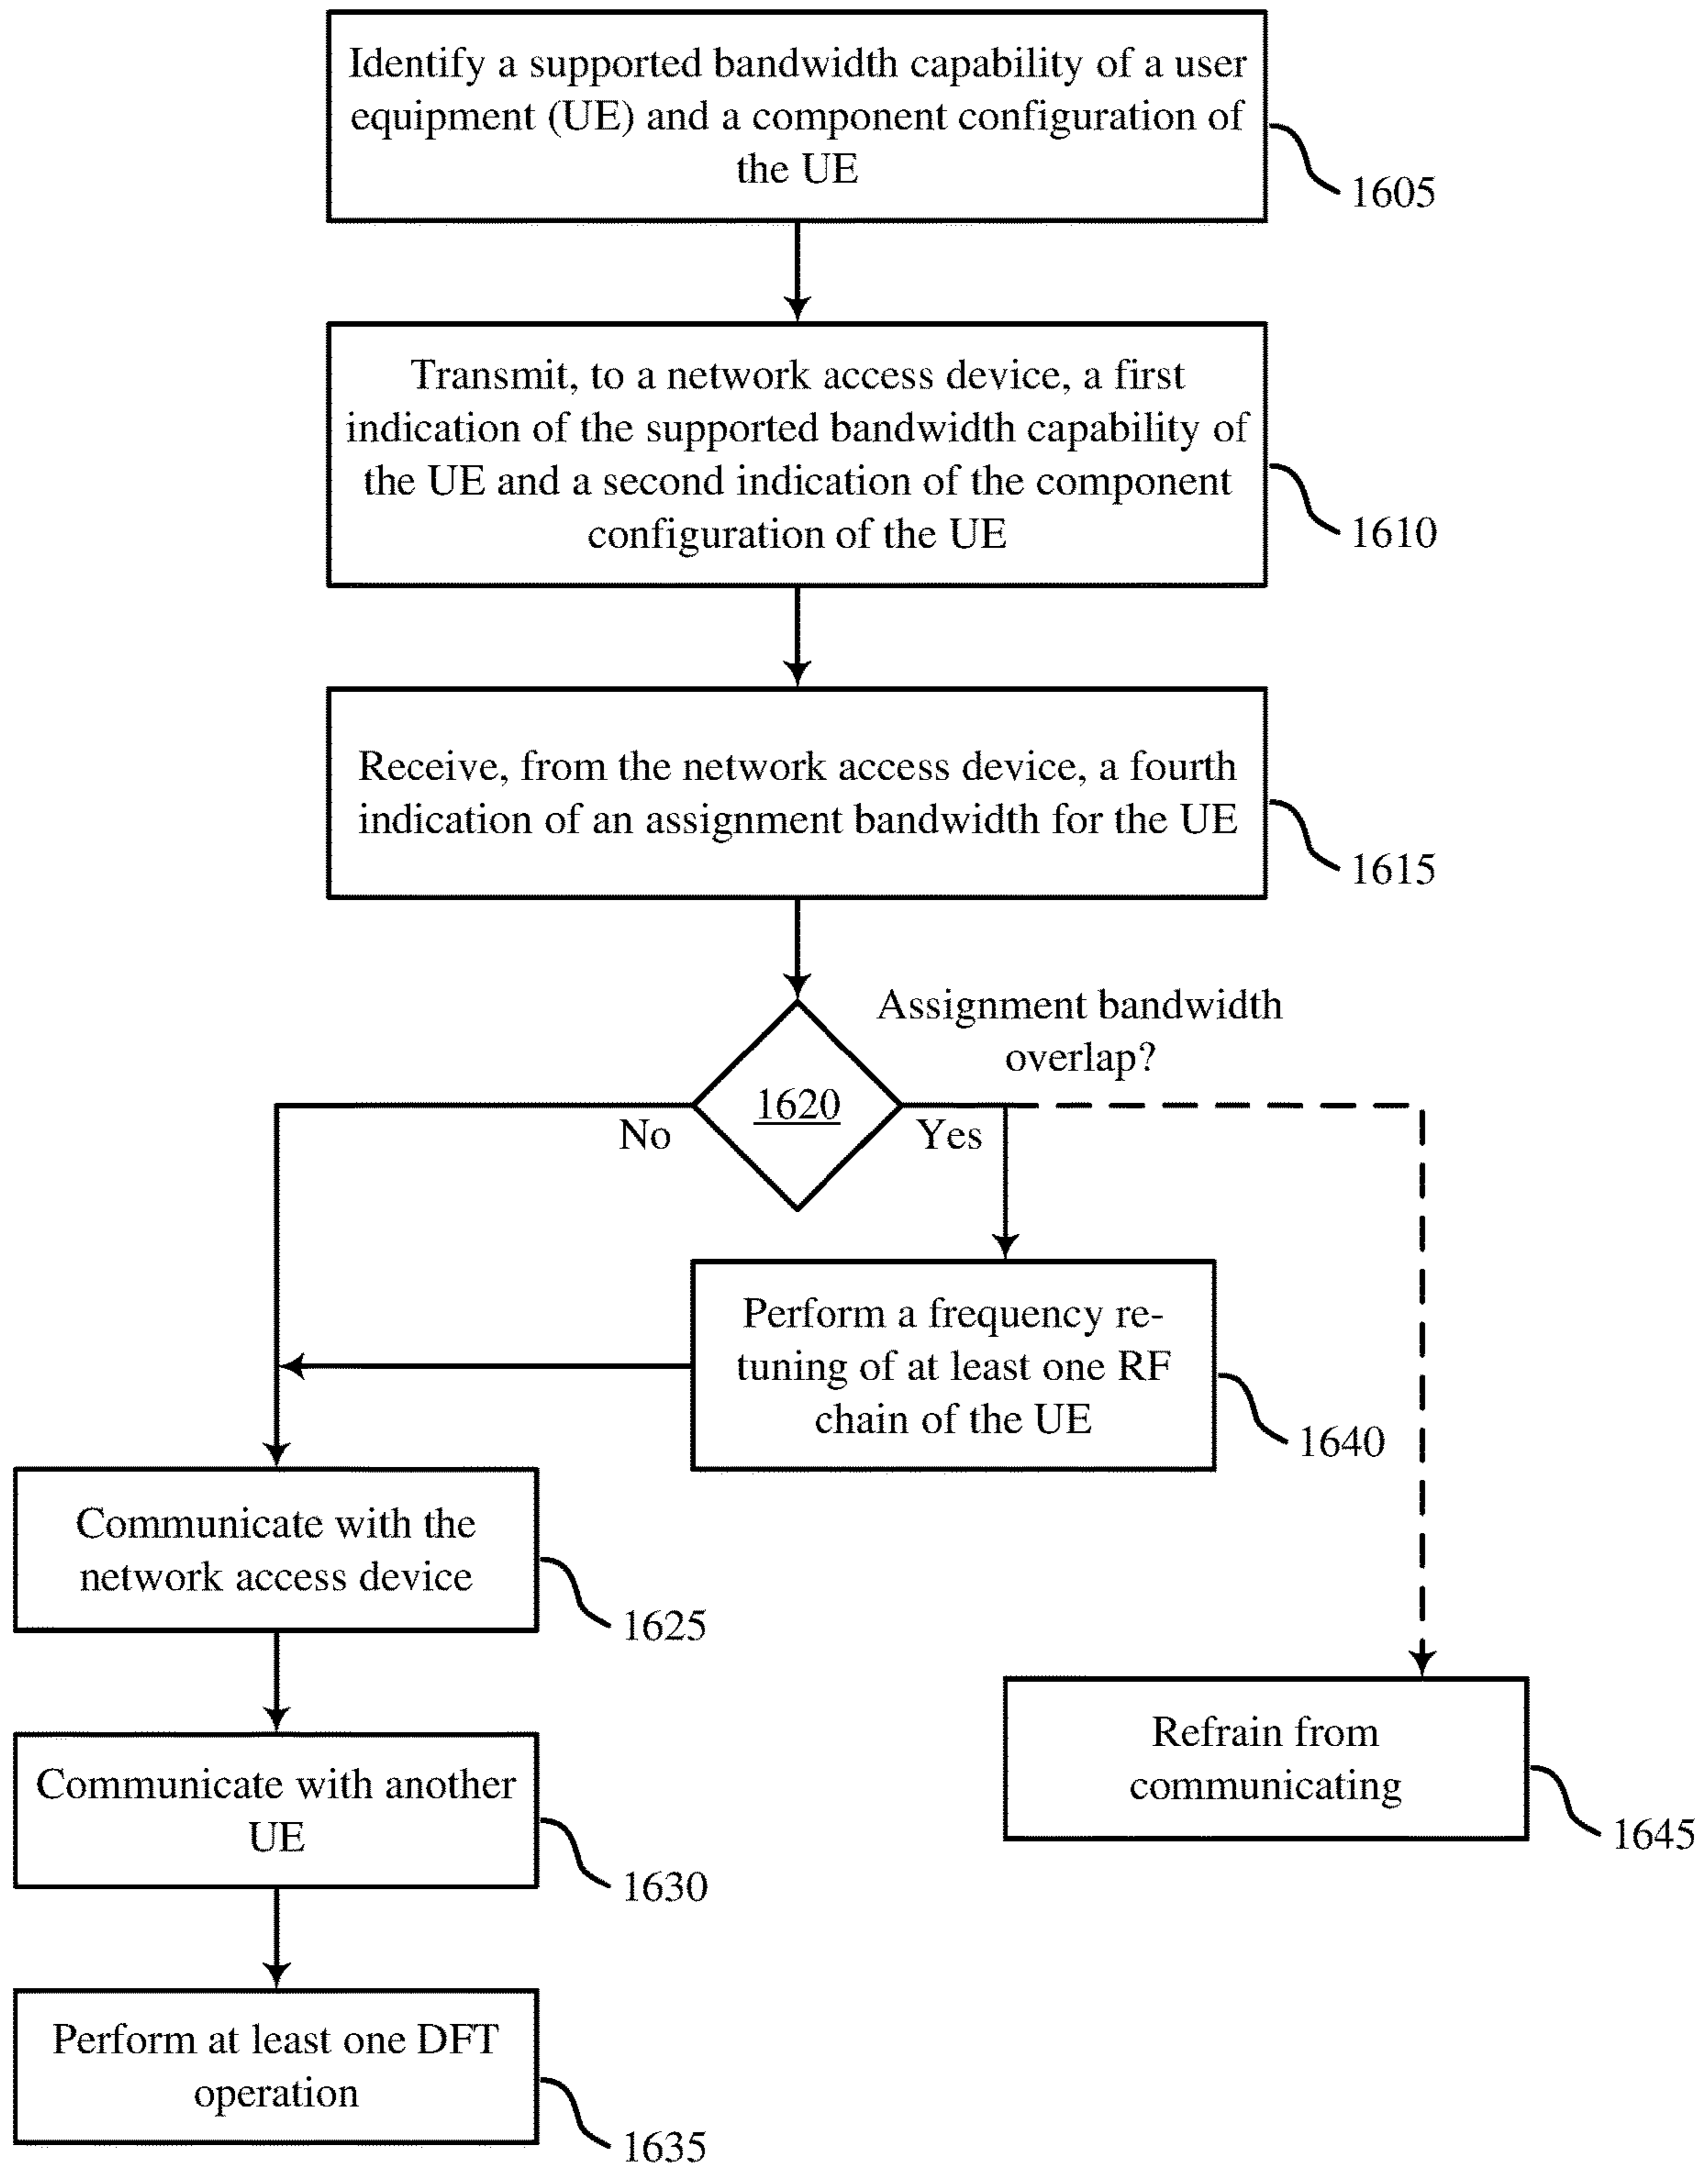 Identify a supported bandwidth capability of a user
equipment (UE) and a component configuration of
the UE
1605
Transmit, to a network access device, a first
indication of the supported bandwidth capability of
the UE and a second indication of the component
configuration of the UE
1610
Receive, from the network access device, a fourth
indication of an assignment bandwidth for the UE
1615
Assignment bandwidth
overlap?
1620
No
Yes
Perform a frequency re-
tuning of at least one RF
chain of the UE
1640
Communicate with the
network access device
1625
Refrain from
communicating
1645
Communicate with another
UE
1630
Perform at least one DFT
operation
1635